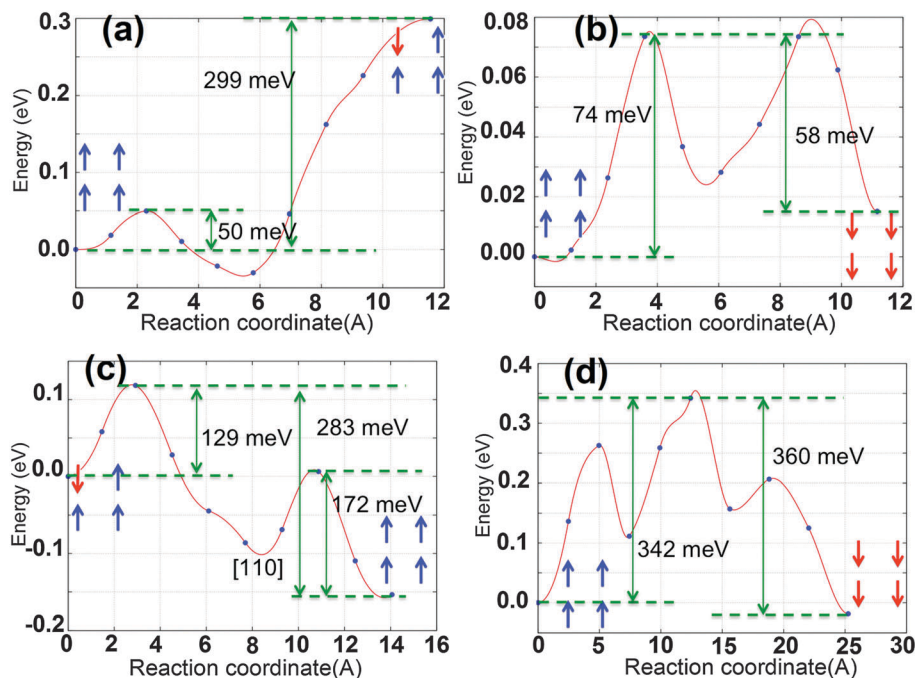 (a)
0.3
0.2
0.1
0.0
Energy (eV)
299 meV
50 meV
0 2 4 6 8 10 12
Reaction coordinate(A)
(b)
0.08
0.06
0.04
0.02
0.00
Energy (eV)
74 meV
58 meV
0 2 4 6 8 10 12
Reaction coordinate(A)
(c)
0.1
0.0
-0.1
-0.2
Energy (eV)
129 meV
283 meV
172 meV
[110]
0 2 4 6 8 10 12 14 16
Reaction coordinate(A)
(d)
0.4
0.3
0.2
0.1
0.0
Energy (eV)
360 meV
342 meV
0 5 10 15 20 25 30
Reaction coordinate(A)